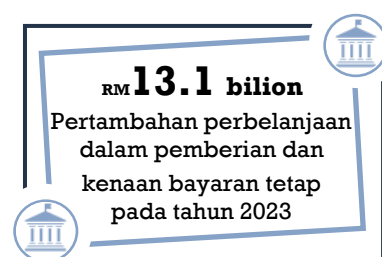 RM13.1 bilion
Pertambahan perbelanjaan
dalam pemberian dan
kenaan bayaran tetap
pada tahun 2023